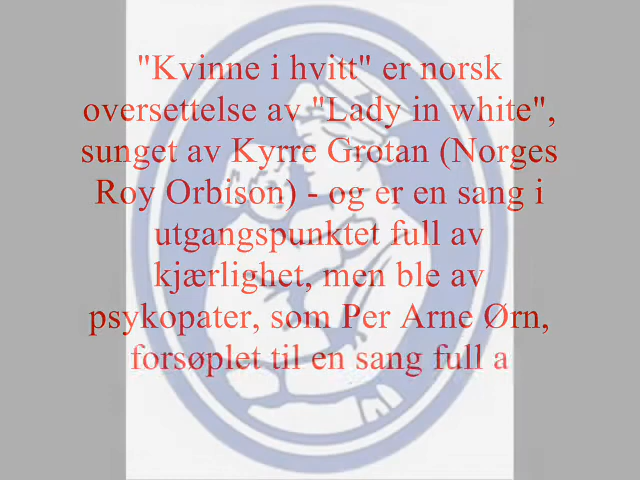 "Kvinne i hvitt" er norsk
oversettelse av "Lady in white",
sunget av Kyrre Grotan (Norges
Roy Orbison) - og er en sang i
utgangspunktet full av
kjærlighet, men ble av
psykopater, som Per Arne Ørn,
forsøplet til en sang full a